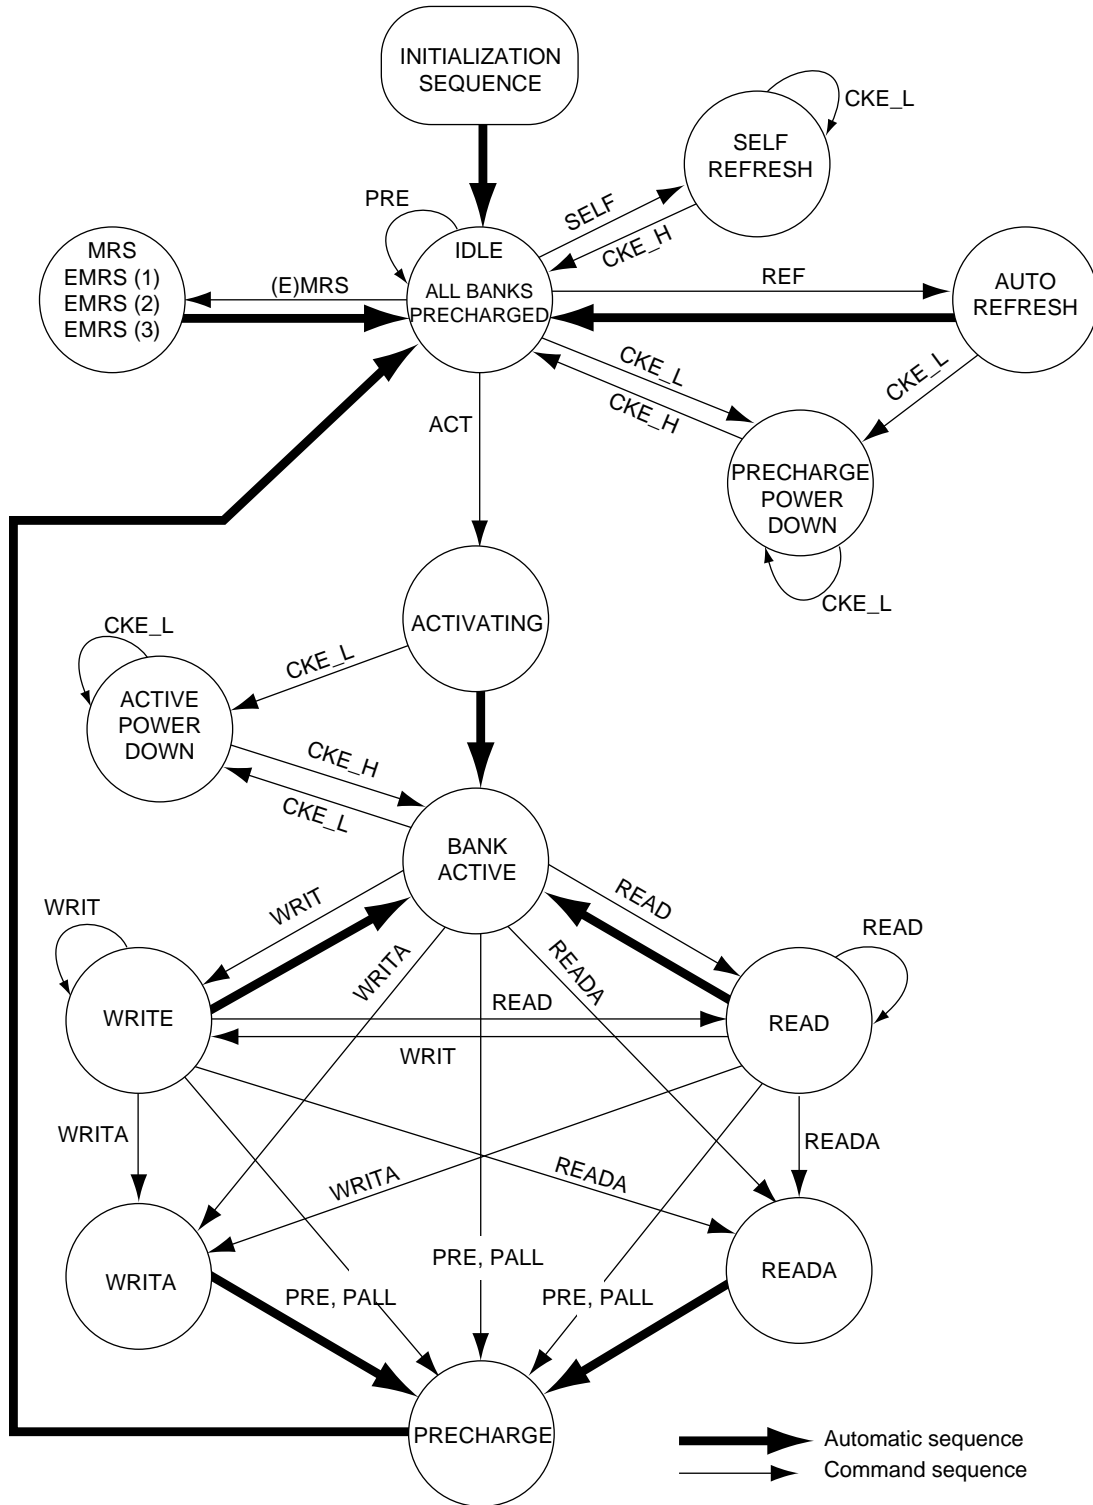 INITIALIZATION
SEQUENCE
CKE_L
SELF
REFRESH
PRE
SELF
CKE_H
IDLE
ALL BANKS
PRECHARGED
MRS
EMRS (1)
EMRS (2)
EMRS (3)
(E)MRS
REF
AUTO
REFRESH
CKE_L
CKE_H
CKE_L
ACT
PRECHARGE
POWER
DOWN
CKE_L
ACTIVATING
CKE_L
CKE_L
ACTIVE
POWER
DOWN
CKE_H
CKE_L
BANK
ACTIVE
WRIT
WRIT
READ
READ
WRITA
READA
WRITE
READ
WRIT
READ
WRITA
WRITA
READA
READA
WRITA
PRE, PALL
PRE, PALL
PRE, PALL
READA
PRECHARGE
Automatic sequence
Command sequence